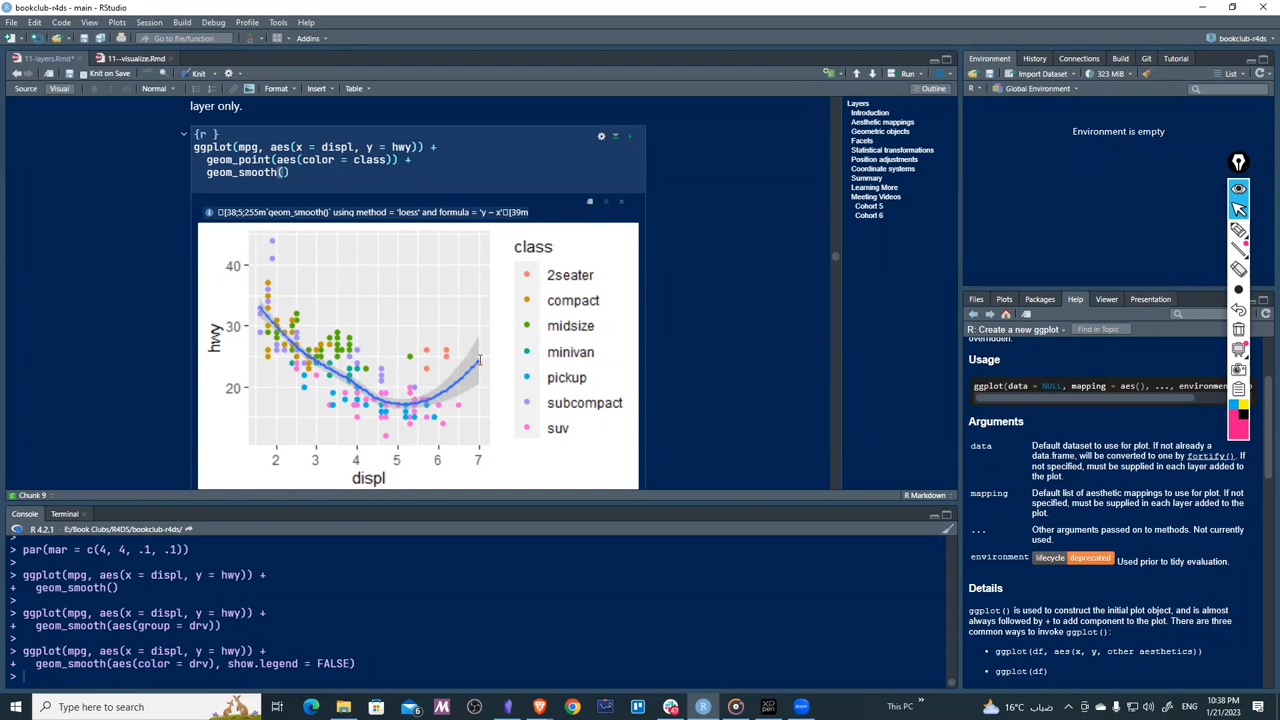 bookclub-r4ds - main - RStudio
File Edit Code View Plots Session Build Debug Profile Tools Help
Go to file/function Addins bookclub-r4ds
11-layers.Rmd* 11--visualize.Rmd
Knit on Save Knit Run
Source Visual B I Normal Format Insert Table Outline
layer only.
{r }
ggplot(mpg, aes(x = displ, y = hwy)) +
geom_point(aes(color = class)) +
geom_smooth()
[38;5;255m`geom_smooth()` using method = 'loess' and formula = 'y ~ x'[39m
hwy
40
30
20
2 3 4 5 6 7
displ
class
2seater
compact
midsize
minivan
pickup
subcompact
suv
Layers
Introduction
Aesthetic mappings
Geometric objects
Facets
Statistical transformations
Position adjustments
Coordinate systems
Summary
Learning More
Meeting Videos
Cohort 5
Cohort 6
Chunk 9 R Markdown
Console Terminal
R 4.2.1 · E:/Book Clubs/R4DS/bookclub-r4ds/
>
> par(mar = c(4, 4, .1, .1))
>
> ggplot(mpg, aes(x = displ, y = hwy)) +
+ geom_smooth()
>
> ggplot(mpg, aes(x = displ, y = hwy)) +
+ geom_smooth(aes(group = drv))
>
> ggplot(mpg, aes(x = displ, y = hwy)) +
+ geom_smooth(aes(color = drv), show.legend = FALSE)
>
Environment History Connections Build Git Tutorial
Import Dataset 323 MiB List
R Global Environment
Environment is empty
Files Plots Packages Help Viewer Presentation
R: Create a new ggplot Find in Topic
overridden.
Usage
ggplot(data = NULL, mapping = aes(), ..., environment
Arguments
data Default dataset to use for plot. If not already a
data.frame, will be converted to one by fortify(). If
not specified, must be supplied in each layer added to
the plot.
mapping Default list of aesthetic mappings to use for plot. If not
specified, must be supplied in each layer added to the
plot.
... Other arguments passed on to methods. Not currently
used.
environment lifecycle deprecated Used prior to tidy evaluation.
Details
ggplot() is used to construct the initial plot object, and is almost
always followed by + to add component to the plot. There are three
common ways to invoke ggplot():
• ggplot(df, aes(x, y, other aesthetics))
• ggplot(df)
Type here to search This PC 16°C ضباب 10:38 PM
1/21/2023